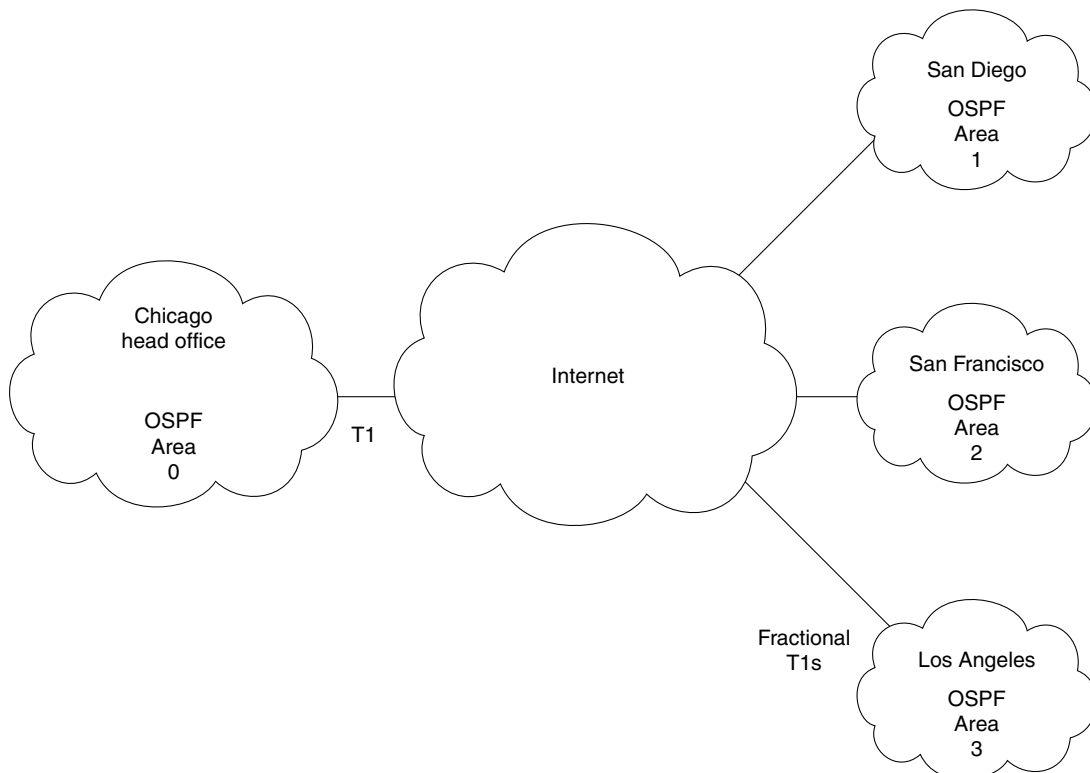 San Diego
OSPF
Area
1
Chicago
head office
OSPF
Area
0
T1
Internet
San Francisco
OSPF
Area
2
Fractional
T1s
Los Angeles
OSPF
Area
3